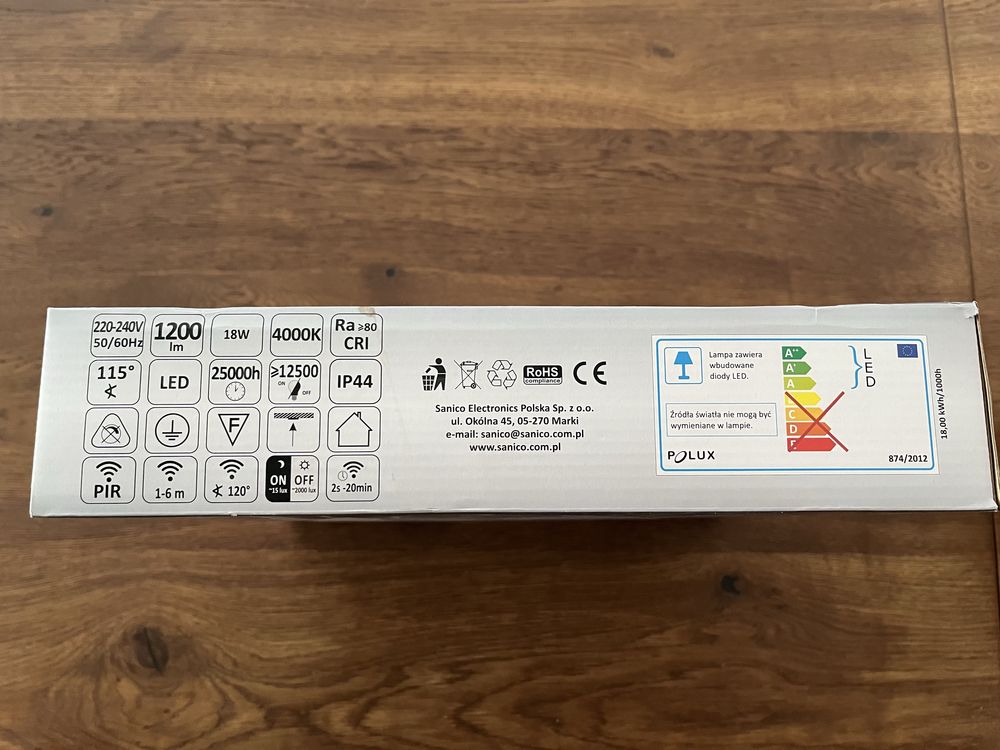 220-240V
50/60Hz
1200
lm
18W
4000K
Ra ≥80
CRI
115°
LED
25000h
≥12500
ON
OFF
IP44
F
PIR
1-6 m
120°
ON
~15 lux
OFF
~2000 lux
2s -20min
RoHS
compliance
CE
Sanico Electronics Polska Sp. z o.o.
ul. Okólna 45, 05-270 Marki
e-mail: sanico@sanico.com.pl
www.sanico.com.pl
Lampa zawiera
wbudowane
diody LED.
Źródła światła nie mogą być
wymieniane w lampie.
POLUX
A++
A+
A
C
D
LED
874/2012
18,00 kWh/1000h